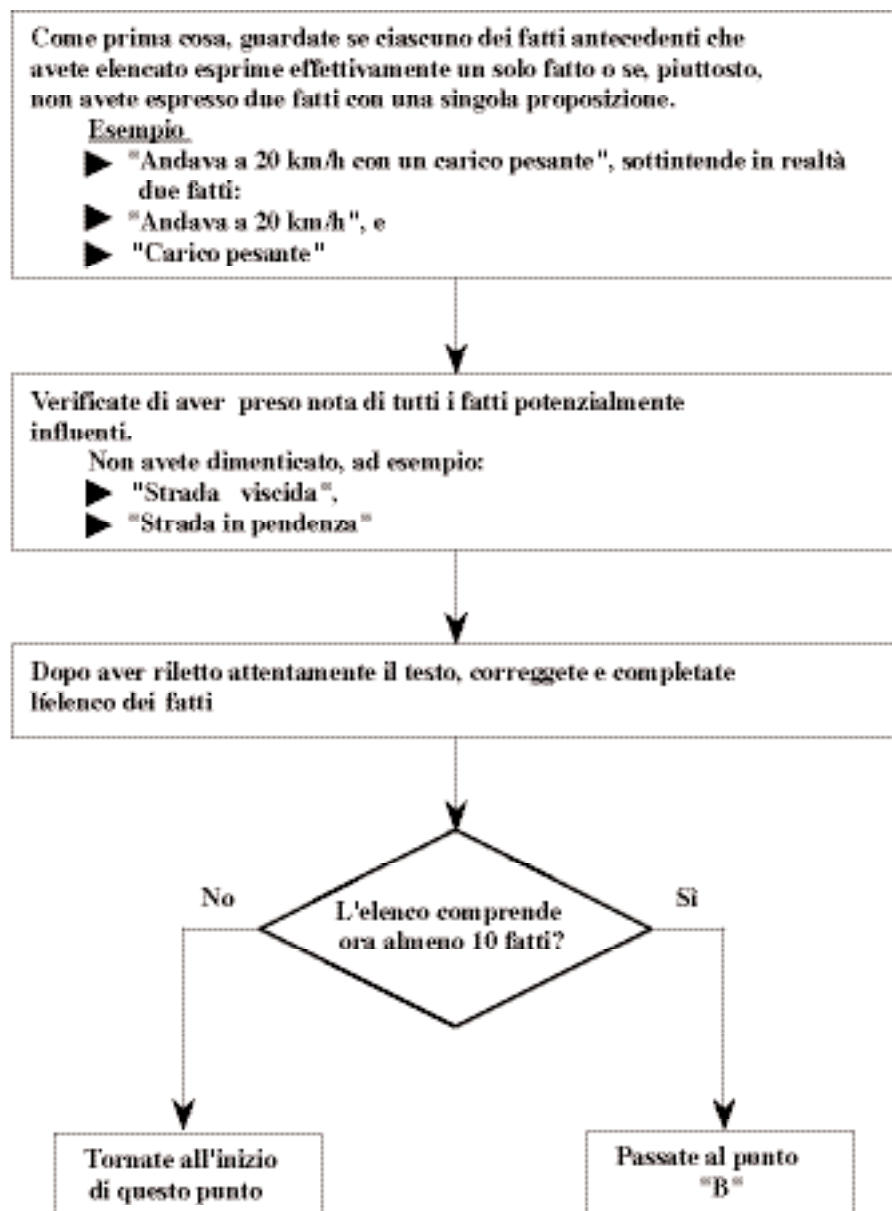 Come prima cosa, guardate se ciascuno dei fatti antecedenti che
avete elencato esprime effettivamente un solo fatto o se, piuttosto,
non avete espresso due fatti con una singola proposizione.
Esempio
"Andava a 20 km/h con un carico pesante", sottintende in realtà
due fatti:
"Andava a 20 km/h", e
"Carico pesante"
Verificate di aver preso nota di tutti i fatti potenzialmente
influenti.
Non avete dimenticato, ad esempio:
"Strada viscida",
"Strada in pendenza"
Dopo aver riletto attentamente il testo, correggete e completate
líelenco dei fatti
No
Sì
L'elenco comprende
ora almeno 10 fatti?
Tornate all'inizio
di questo punto
Passate al punto
"B"